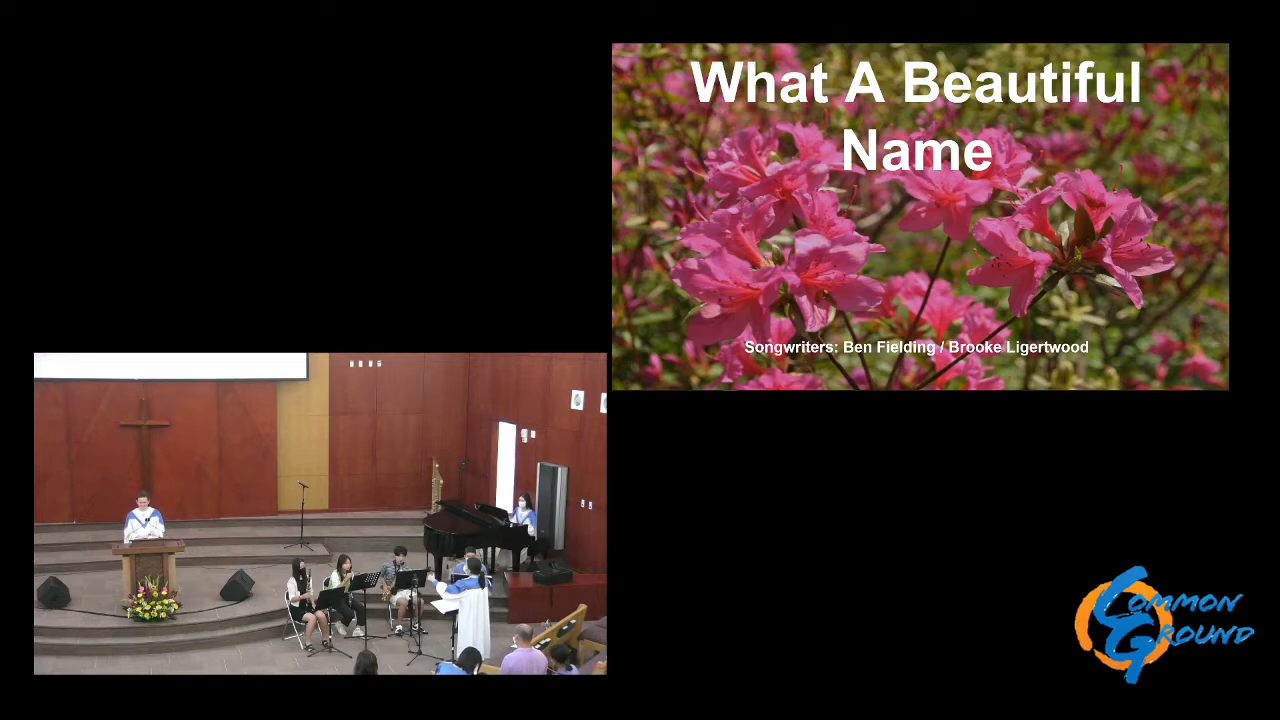 What A Beautiful
Name
Songwriters: Ben Fielding / Brooke Ligertwood
COMMON
GROUND